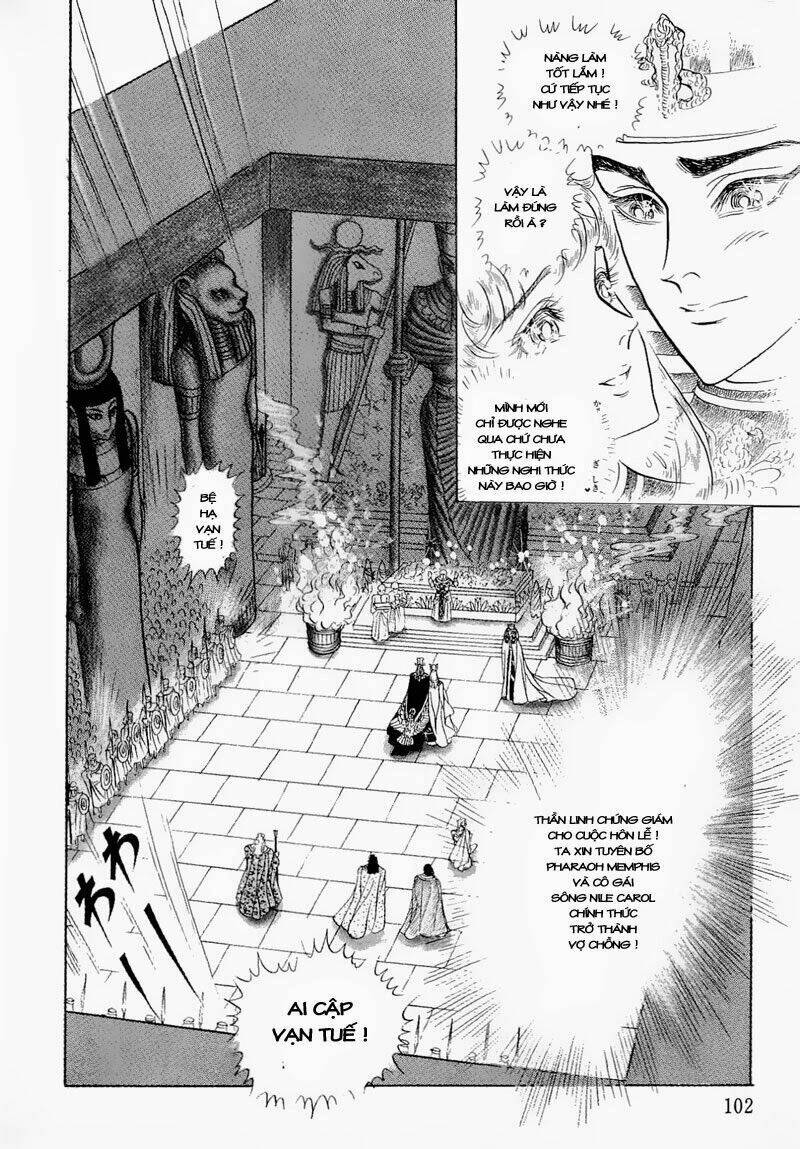 NÀNG LÀM
TỐT LẮM !
CỨ TIẾP TỤC
NHƯ VẬY NHÉ !
VẬY LÀ
LÀM ĐÚNG
RỒI À ?
MÌNH MỚI
CHỈ ĐƯỢC NGHE
QUA CHỨ CHƯA
THỰC HIỆN
NHỮNG NGHI THỨC
NÀY BAO GIỜ !
BỆ
HẠ
VẠN
TUẾ !
THẦN LINH CHỨNG GIÁM
CHO CUỘC HÔN LỄ !
TA XIN TUYÊN BỐ
PHARAOH MEMPHIS
VÀ CÔ GÁI
SÔNG NILE CAROL
CHÍNH THỨC
TRỞ THÀNH
VỢ CHỒNG !
わーわー
AI CẬP
VẠN TUẾ !
102